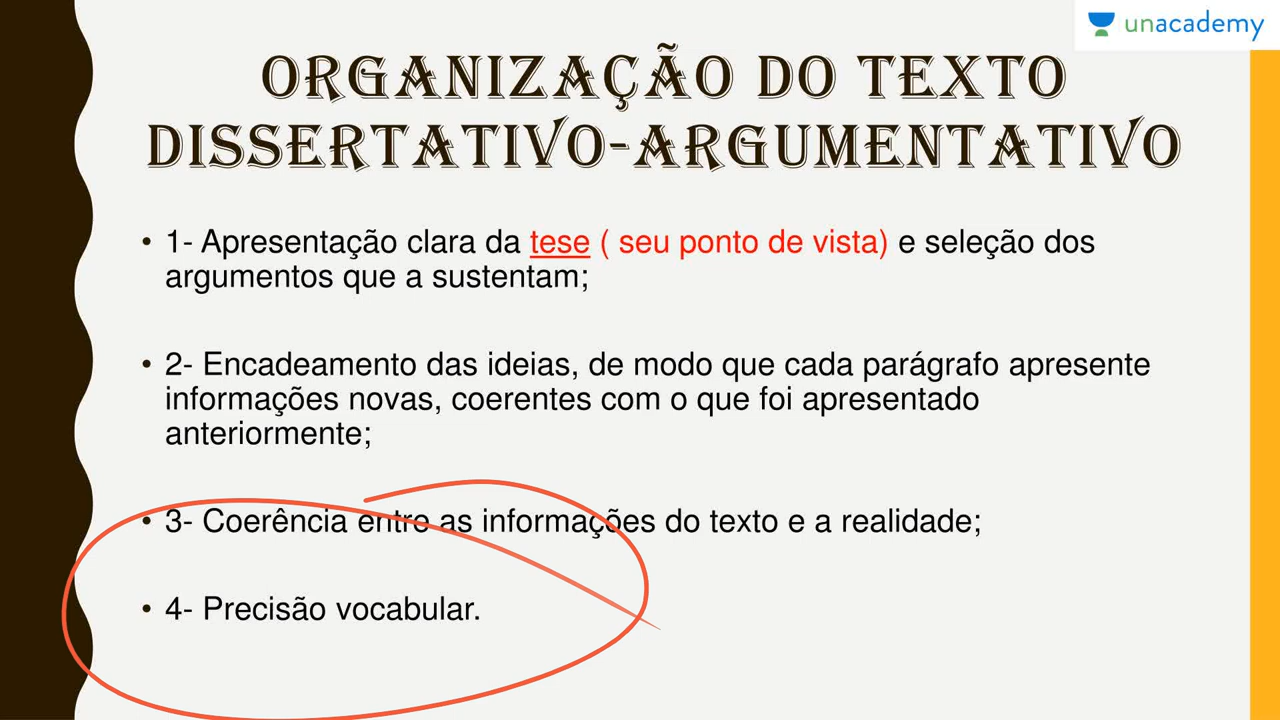 unacademy
ORGANIZAÇÃO DO TEXTO
DISSERTATIVO-ARGUMENTATIVO
• 1- Apresentação clara da tese ( seu ponto de vista) e seleção dos
argumentos que a sustentam;
• 2- Encadeamento das ideias, de modo que cada parágrafo apresente
informações novas, coerentes com o que foi apresentado
anteriormente;
• 3- Coerência entre as informações do texto e a realidade;
• 4- Precisão vocabular.